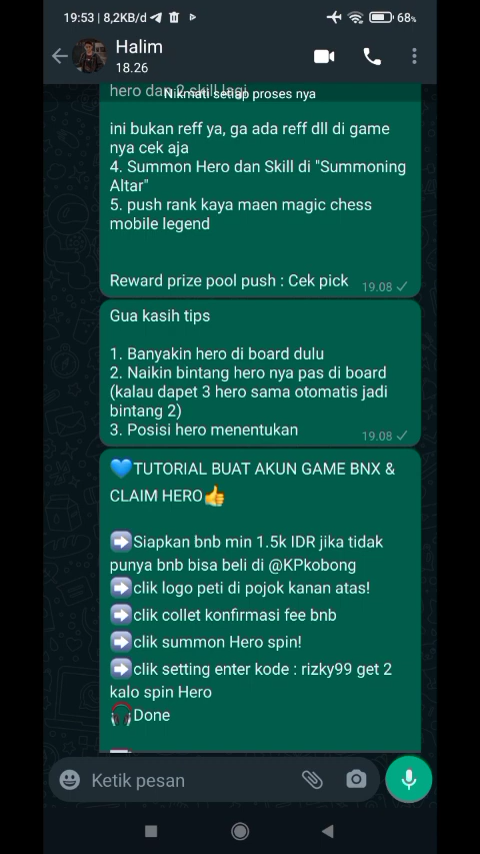 19:53 | 8,2KB/d
68%
Halim
18.26
hero dan 2 skill lagi
Nikmati setiap proses nya
ini bukan reff ya, ga ada reff dll di game
nya cek aja
4. Summon Hero dan Skill di "Summoning
Altar"
5. push rank kaya maen magic chess
mobile legend
Reward prize pool push : Cek pick
19.08
Gua kasih tips
1. Banyakin hero di board dulu
2. Naikin bintang hero nya pas di board
(kalau dapet 3 hero sama otomatis jadi
bintang 2)
3. Posisi hero menentukan
19.08
💙TUTORIAL BUAT AKUN GAME BNX &
CLAIM HERO👍
➡️Siapkan bnb min 1.5k IDR jika tidak
punya bnb bisa beli di @KPkobong
➡️clik logo peti di pojok kanan atas!
➡️clik collet konfirmasi fee bnb
➡️clik summon Hero spin!
➡️clik setting enter kode : rizky99 get 2
kalo spin Hero
🎧Done
Ketik pesan